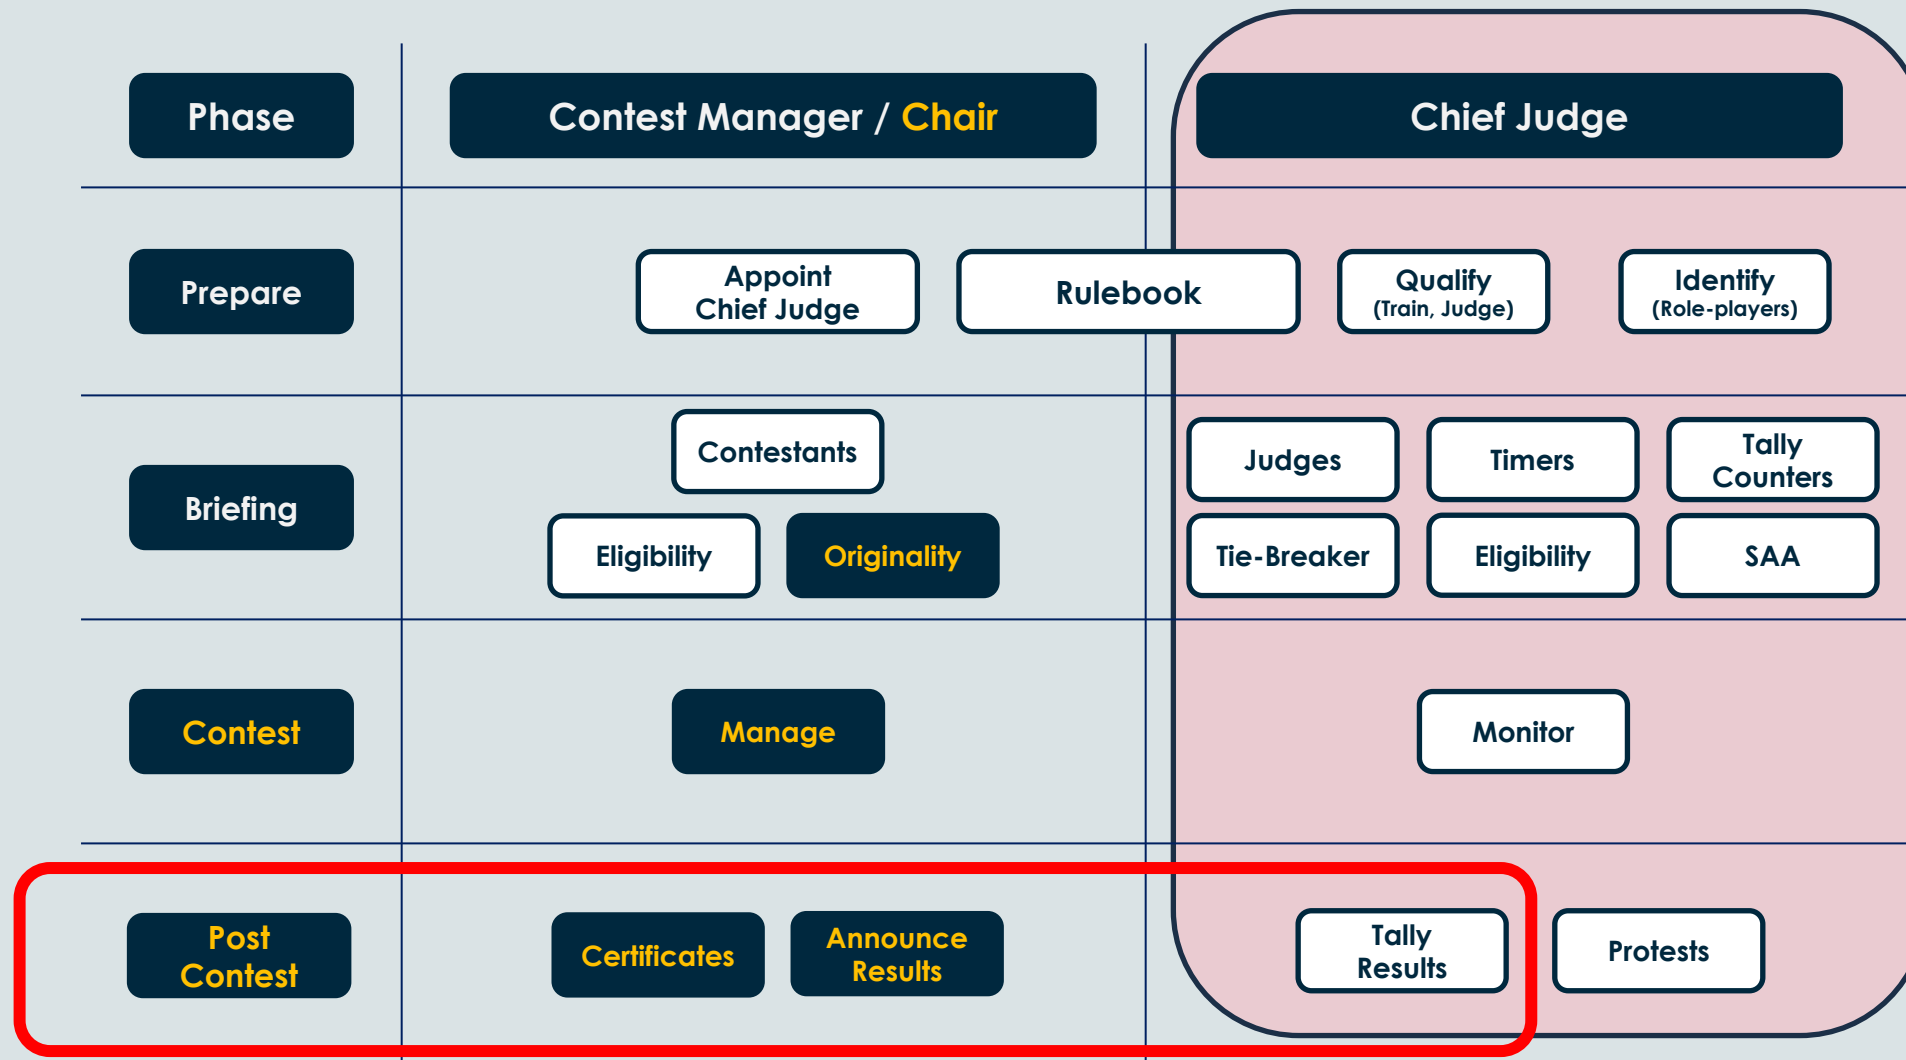 Phase
Contest Manager / Chair
Chief Judge
Prepare
Appoint
Chief Judge
Rulebook
Qualify
(Train, Judge)
Identify
(Role-players)
Briefing
Contestants
Eligibility
Originality
Judges
Timers
Tally
Counters
Tie-Breaker
Eligibility
SAA
Contest
Manage
Monitor
Post
Contest
Certificates
Announce
Results
Tally
Results
Protests